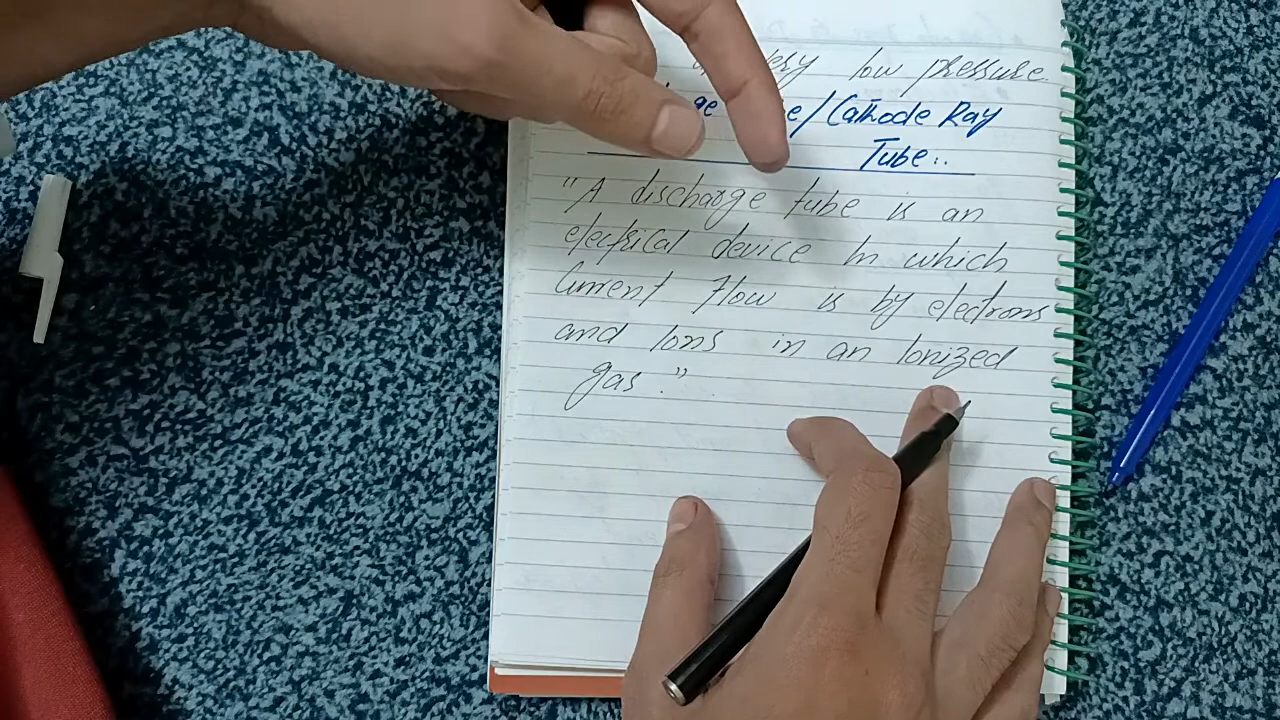 very low pressure.
/Cathode Ray
Tube..
"A discharge tube is an
electrical device In which
Current Flow is by electrons
and Ions in an Ionized
gas."